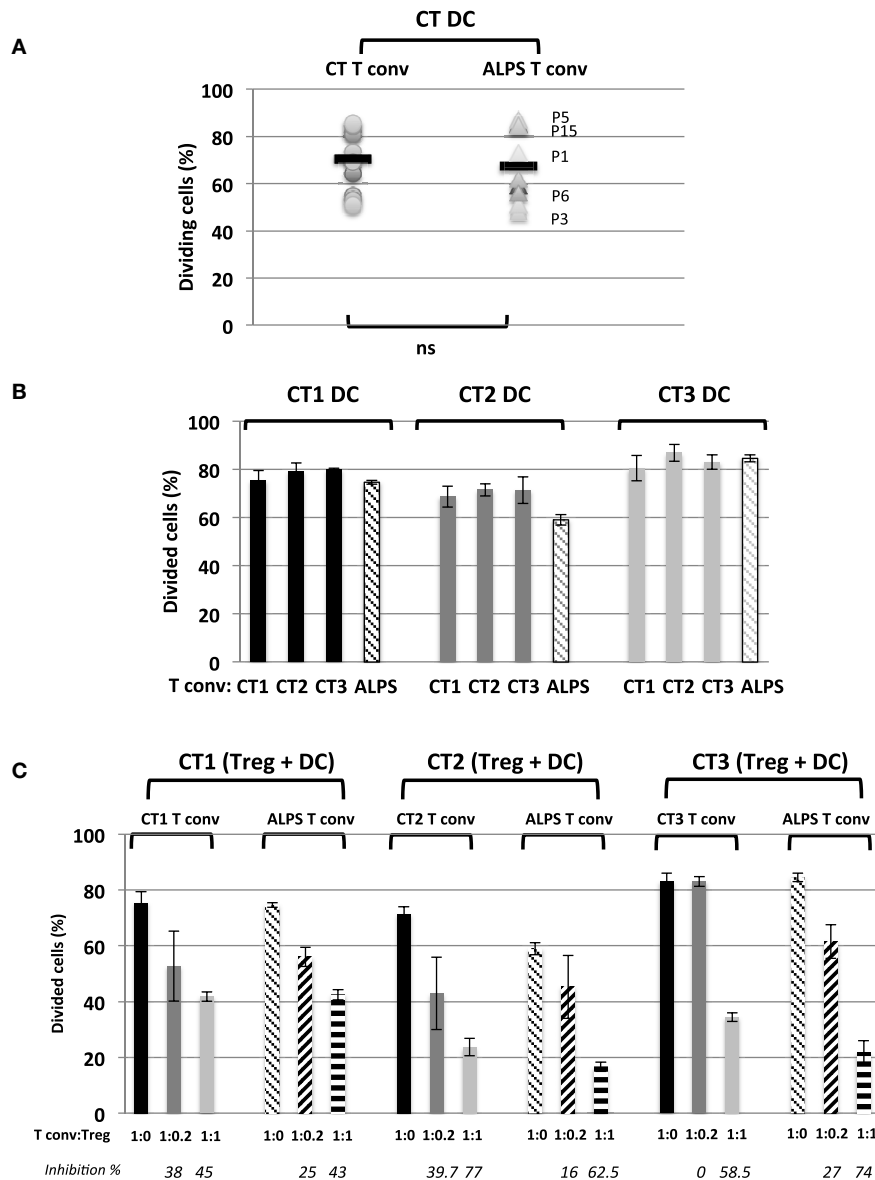 CT DC
A
CT T conv ALPS T conv
100
80
60
40
20
0
Dividing cells (%)
P5
P15
P1
P6
P3
ns
B
CT1 DC CT2 DC CT3 DC
100
80
60
40
20
0
Divided cells (%)
T conv: CT1 CT2 CT3 ALPS CT1 CT2 CT3 ALPS CT1 CT2 CT3 ALPS
C
CT1 (Treg + DC) CT2 (Treg + DC) CT3 (Treg + DC)
CT1 T conv ALPS T conv CT2 T conv ALPS T conv CT3 T conv ALPS T conv
100
80
60
40
20
0
Divided cells (%)
T conv:Treg 1:0 1:0.2 1:1 1:0 1:0.2 1:1 1:0 1:0.2 1:1 1:0 1:0.2 1:1 1:0 1:0.2 1:1 1:0 1:0.2 1:1
Inhibition % 38 45 25 43 39.7 77 16 62.5 0 58.5 27 74